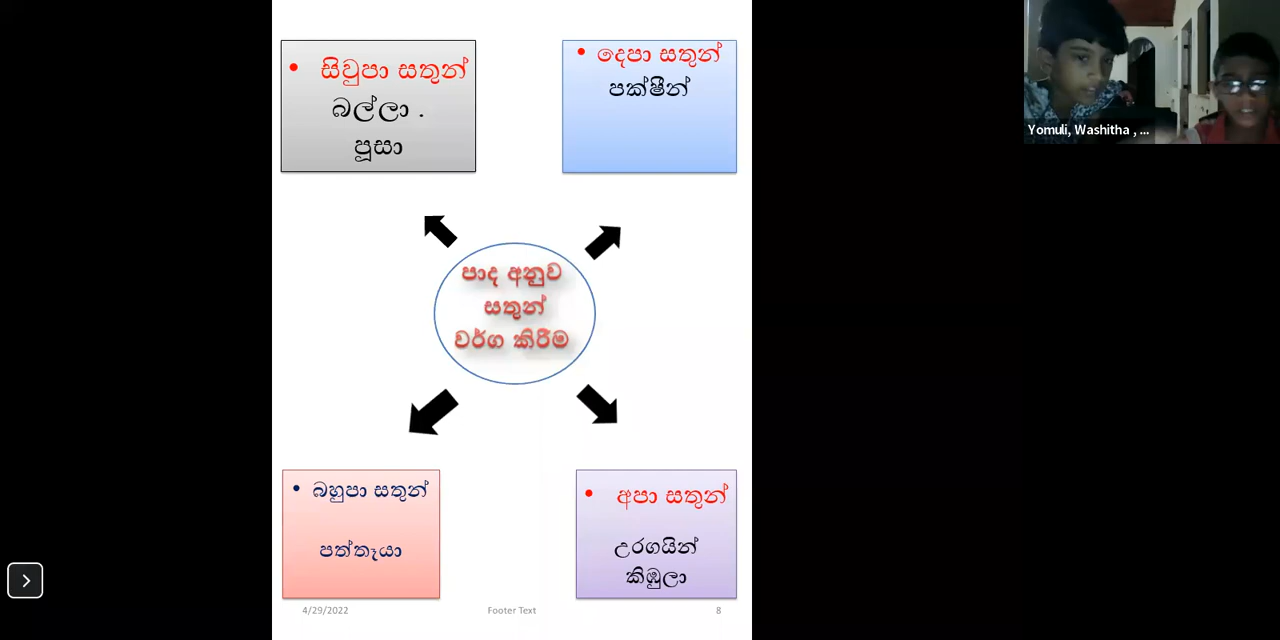 • සිවුපා සතුන්
බල්ලා .
පූසා
• දෙපා සතුන්
පක්ෂීන්
Yomuli, Washitha , ...
පාද අනුව
සතුන්
වර්ග කිරීම
• බහුපා සතුන්
පත්තෑයා
• අපා සතුන්
උරගයින්
කිඹුලා
4/29/2022
Footer Text
8